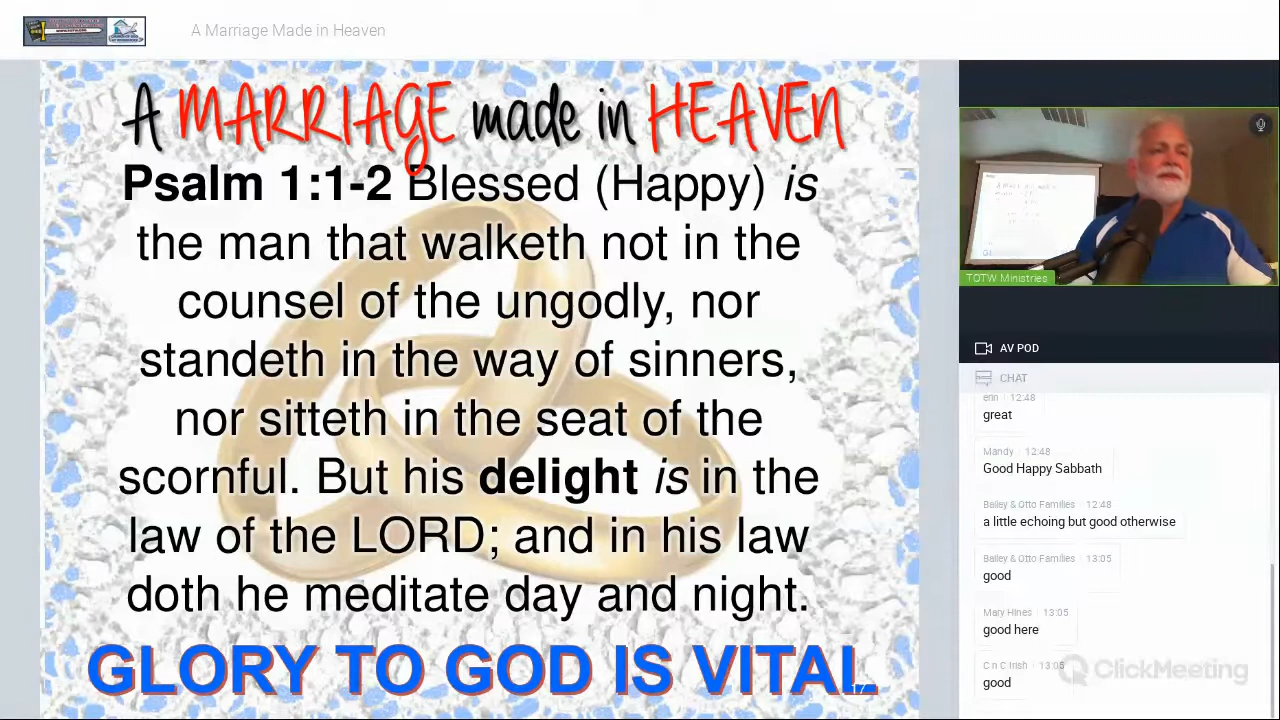 A Marriage Made in Heaven
A MARRIAGE made in HEAVEN
Psalm 1:1-2 Blessed (Happy) is
the man that walketh not in the
counsel of the ungodly, nor
standeth in the way of sinners,
nor sitteth in the seat of the
scornful. But his delight is in the
law of the LORD; and in his law
doth he meditate day and night.
GLORY TO GOD IS VITAL
17
TOTW Ministries
AV POD
CHAT
erin 12:48
great
Mandy 12:48
Good Happy Sabbath
Bailey & Otto Families 12:48
a little echoing but good otherwise
Bailey & Otto Families 13:05
good
Mary Hines 13:05
good here
C n C Irish 13:05
good
ClickMeeting